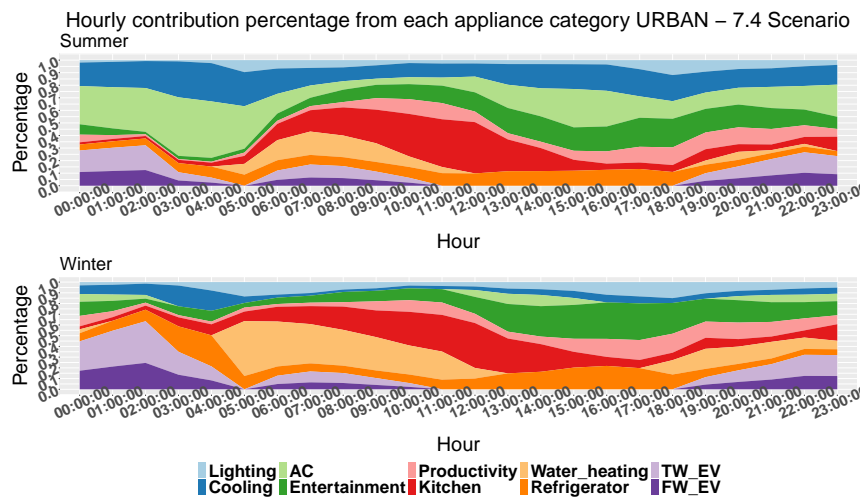 Hourly contribution percentage from each appliance category URBAN – 7.4 Scenario
Summer
Percentage
1.0
0.9
0.8
0.7
0.6
0.5
0.4
0.3
0.2
0.1
0.0
00:00:00 01:00:00 02:00:00 03:00:00 04:00:00 05:00:00 06:00:00 07:00:00 08:00:00 09:00:00 10:00:00 11:00:00 12:00:00 13:00:00 14:00:00 15:00:00 16:00:00 17:00:00 18:00:00 19:00:00 20:00:00 21:00:00 22:00:00 23:00:00
Hour
Winter
Percentage
1.0
0.9
0.8
0.7
0.6
0.5
0.4
0.3
0.2
0.1
0.0
00:00:00 01:00:00 02:00:00 03:00:00 04:00:00 05:00:00 06:00:00 07:00:00 08:00:00 09:00:00 10:00:00 11:00:00 12:00:00 13:00:00 14:00:00 15:00:00 16:00:00 17:00:00 18:00:00 19:00:00 20:00:00 21:00:00 22:00:00 23:00:00
Hour
Lighting AC Productivity Water_heating TW_EV
Cooling Entertainment Kitchen Refrigerator FW_EV